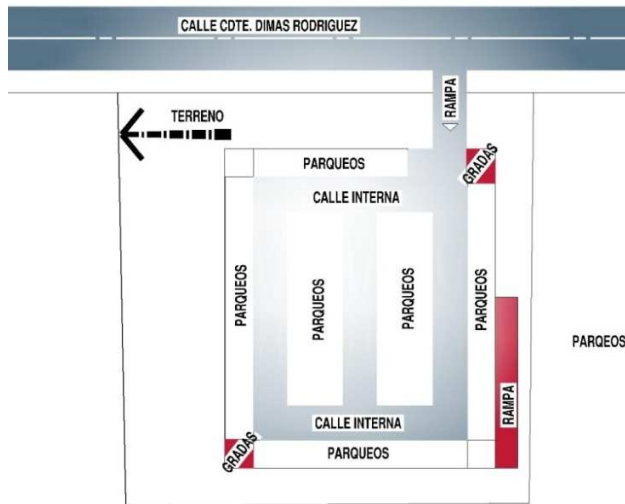 CALLE CDTE. DIMAS RODRIGUEZ
RAMPA
TERRENO
PARQUEOS
GRADAS
CALLE INTERNA
PARQUEOS
PARQUEOS
PARQUEOS
PARQUEOS
PARQEOS
RAMPA
CALLE INTERNA
GRADAS
PARQUEOS